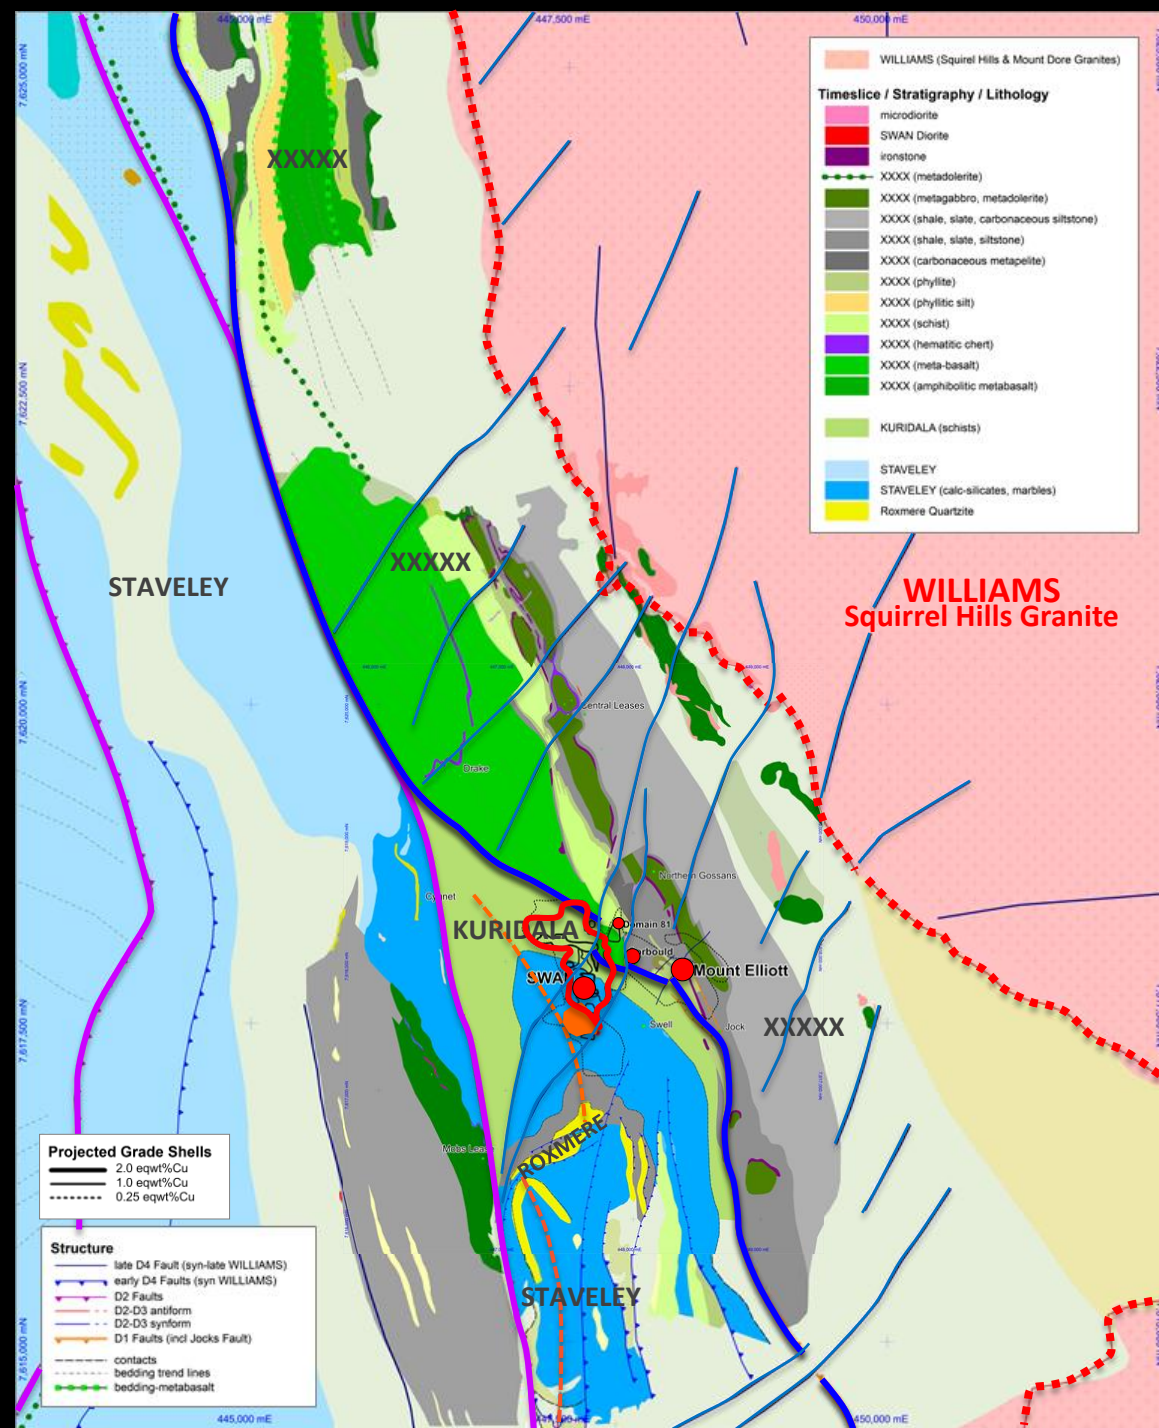 445,000 mE
447,500 mE
450,000 mE
7,625,000 mN
WILLIAMS (Squirel Hills & Mount Dore Granites)
Timeslice / Stratigraphy / Lithology
microdiorite
SWAN Diorite
ironstone
XXXX (metadolerite)
XXXX (metagabbro, metadolerite)
XXXX (shale, slate, carbonaceous siltstone)
XXXX (shale, slate, siltstone)
XXXX (carbonaceous metapelite)
XXXX (phyllite)
XXXX (phyllitic silt)
XXXX (schist)
XXXX (hematitic chert)
XXXX (meta-basalt)
XXXX (amphibolitic metabasalt)
KURIDALA (schists)
STAVELEY
STAVELEY (calc-silicates, marbles)
Roxmere Quartzite
XXXXX
7,622,500 mN
XXXXX
STAVELEY
WILLIAMS
Squirrel Hills Granite
7,620,000 mN
Central Leases
Drake
Northern Gossans
Cygnet
KURIDALA
Domain 81
Mount Elliott
SWAN
Swell
Jock
XXXXX
7,617,500 mN
ROXMERE
Projected Grade Shells
2.0 eqwt%Cu
1.0 eqwt%Cu
0.25 eqwt%Cu
Structure
late D4 Fault (syn-late WILLIAMS)
early D4 Faults (syn WILLIAMS)
D2 Faults
D2-D3 antiform
D2-D3 synform
D1 Faults (incl Jocks Fault)
contacts
bedding trend lines
bedding-metabasalt
STAVELEY
7,615,000 mN
445,000 mE
450,000 mE